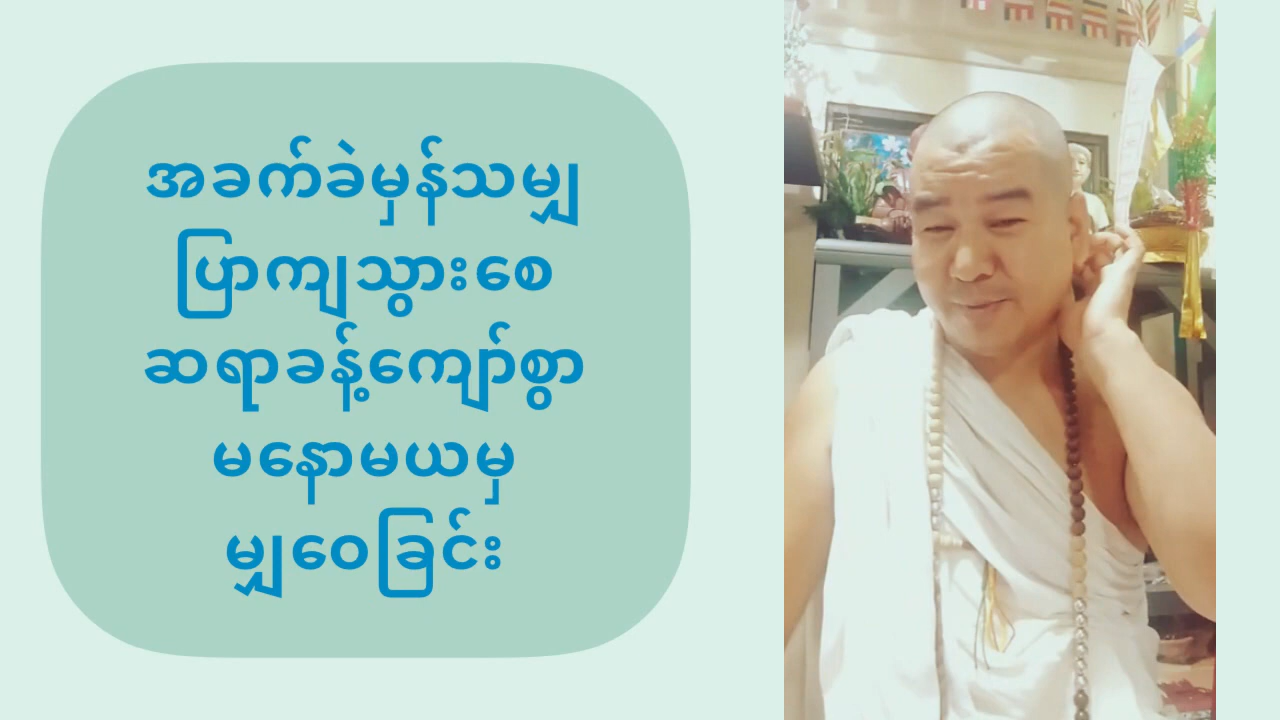 အခက်ခဲမှန်သမျှ
ပြာကျသွားစေ
ဆရာခန့်ကျော်စွာ
မနောမယမှ
မျှဝေခြင်း